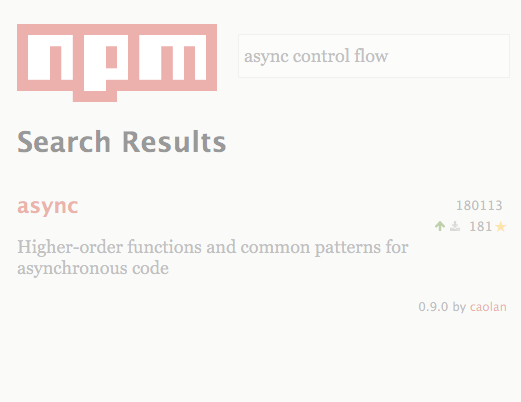 npm
async control flow
Search Results
async
180113
181
Higher-order functions and common patterns for
asynchronous code
0.9.0 by caolan